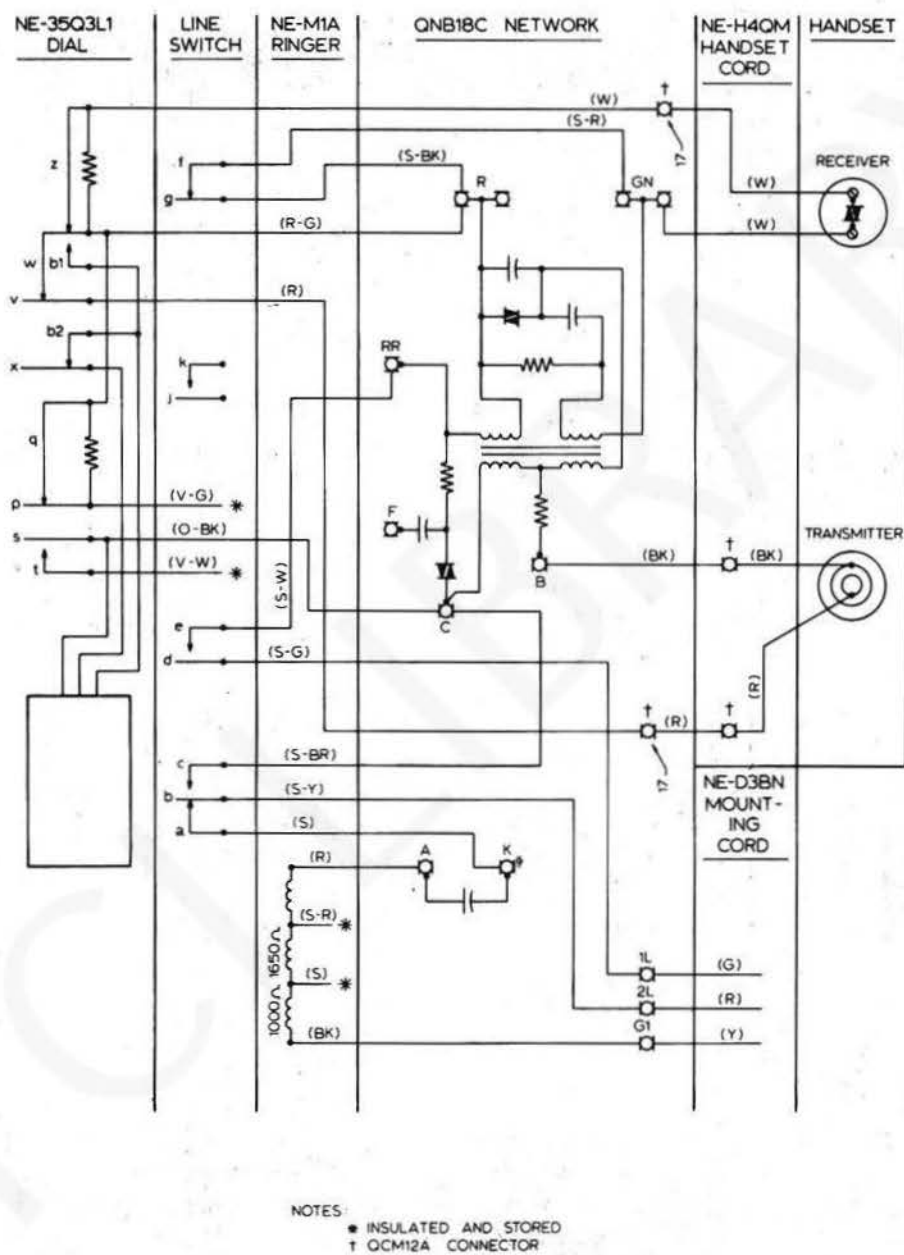 NE-35Q3L1
DIAL
LINE
SWITCH
NE-M1A
RINGER
QNB18C NETWORK
NE-H4QM
HANDSET
CORD
HANDSET
(W)
†
(S-R)
17
z
f
(S-BK)
g
R
GN
RECEIVER
(W)
(R-G)
(W)
w
b1
v
(R)
b2
x
k
RR
j
q
p
(V-G) *
F
s
(O-BK)
TRANSMITTER
t
(V-W) *
(S-W)
B
(BK)
†
(BK)
C
e
d
(S-G)
(R)
†
(R)
†
17
c
(S-BR)
b
(S-Y)
a
(S)
NE-D3BN
MOUNT-
ING
CORD
(R)
A
K
*
(S-R) *
1650Ω
(S) *
1000Ω
1L
(G)
2L
(R)
(BK)
G1
(Y)
NOTES:
* INSULATED AND STORED
† QCM12A CONNECTOR
CI LIBRARY